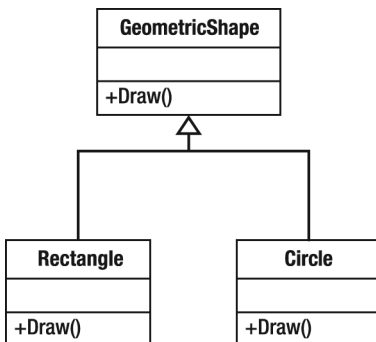 GeometricShape
+Draw()
Rectangle
+Draw()
Circle
+Draw()